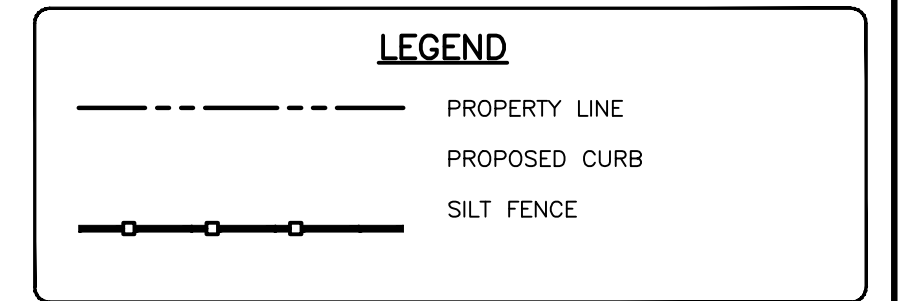 LEGEND
PROPERTY LINE
PROPOSED CURB
SILT FENCE